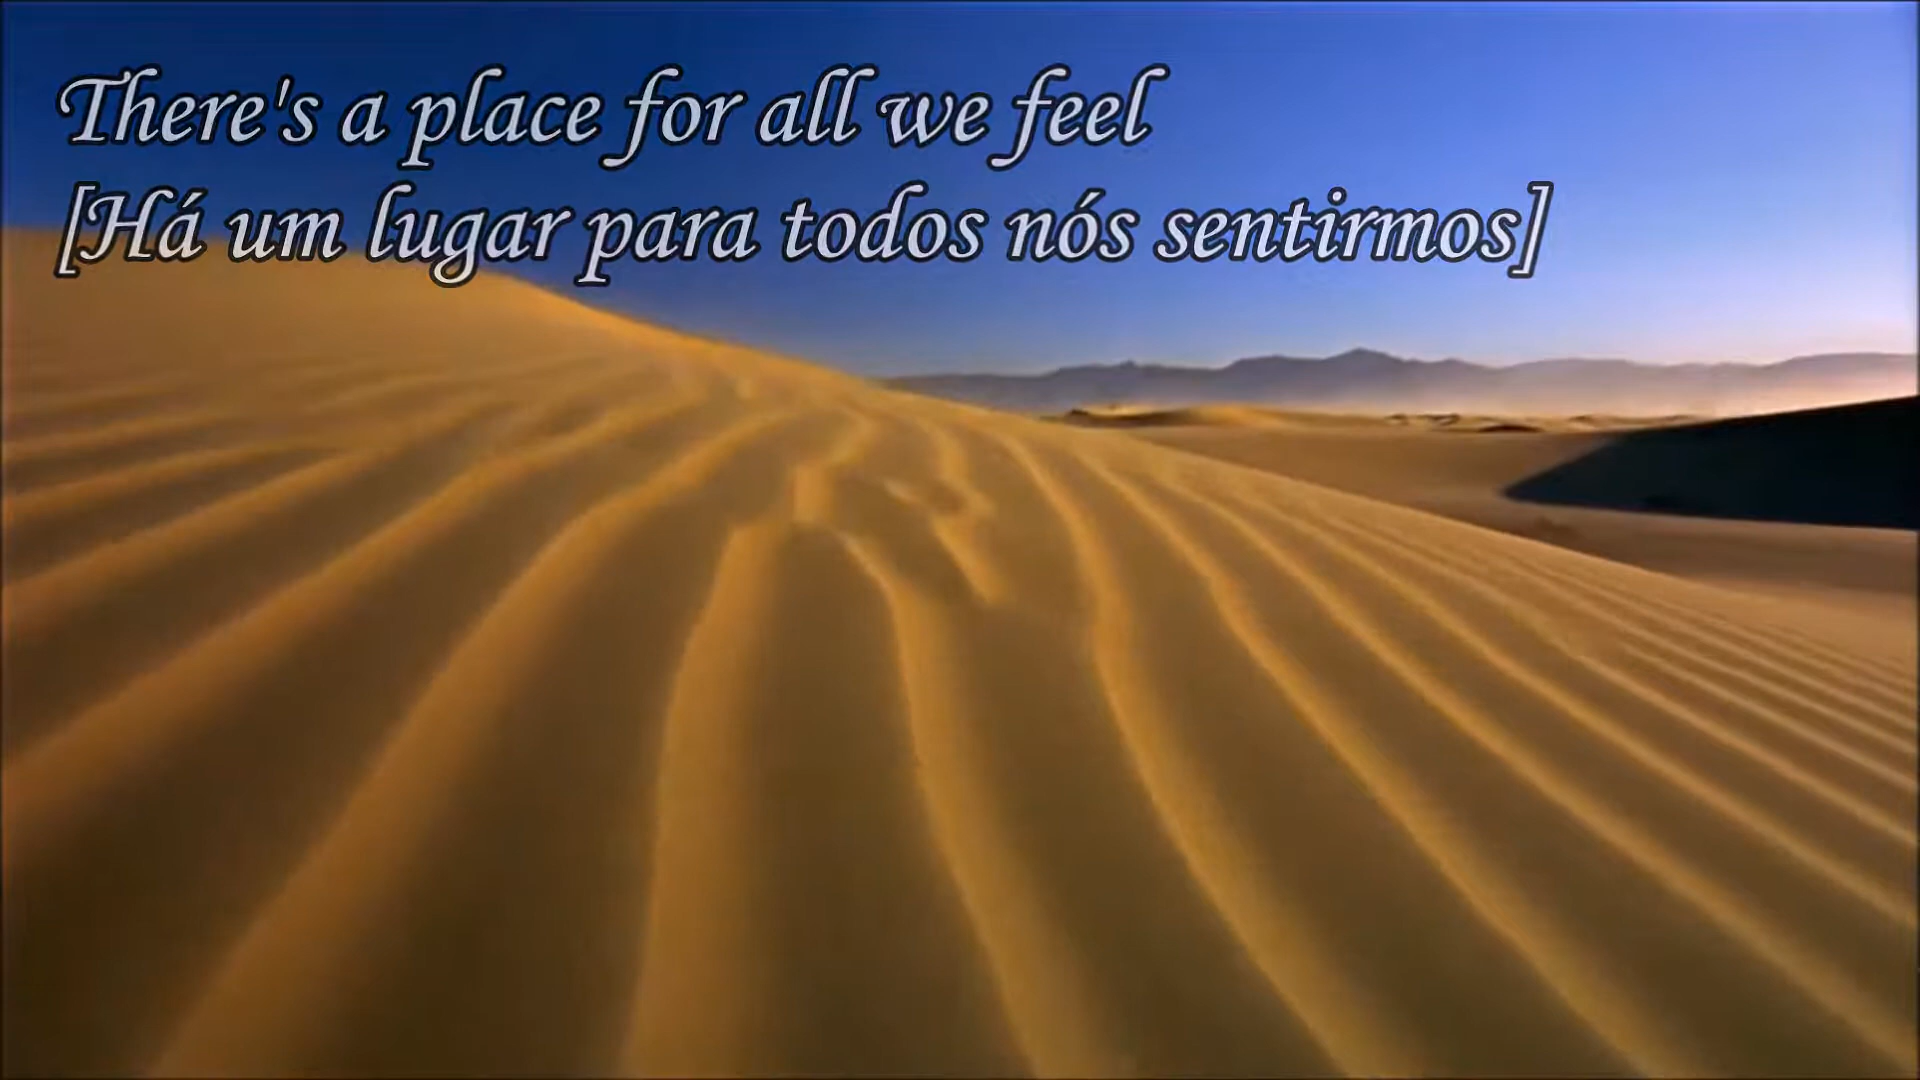 There's a place for all we feel
[Há um lugar para todos nós sentirmos]